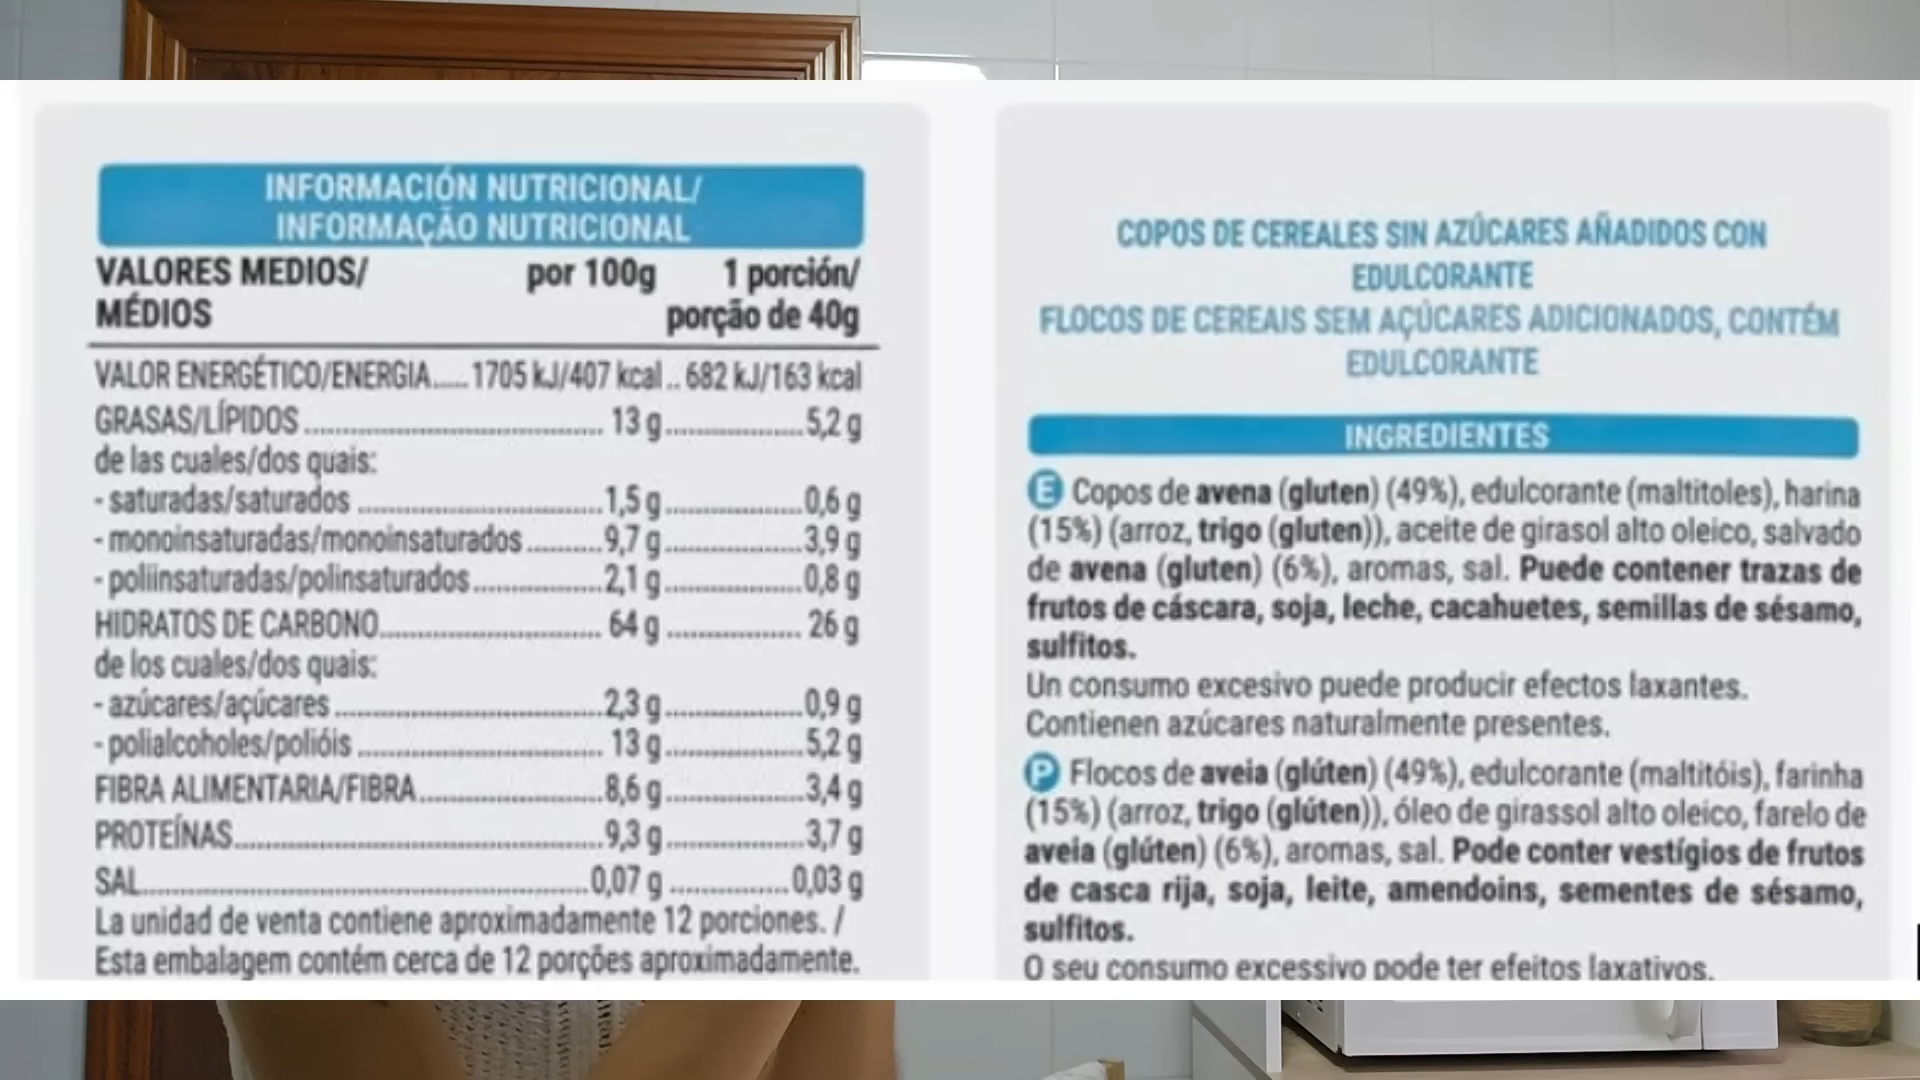 INFORMACIÓN NUTRICIONAL/
INFORMAÇÃO NUTRICIONAL
VALORES MEDIOS/ por 100g 1 porción/
MÉDIOS porção de 40g
VALOR ENERGÉTICO/ENERGIA......1705 kJ/407 kcal .. 682 kJ/163 kcal
GRASAS/LÍPIDOS ........ 13 g........5,2 g
de las cuales/dos quais:
- saturadas/saturados ........1,5 g........0,6 g
- monoinsaturadas/monoinsaturados ........9,7 g........3,9 g
- poliinsaturadas/polinsaturados........2,1 g........0,8 g
HIDRATOS DE CARBONO........ 64 g ........ 26 g
de los cuales/dos quais:
- azúcares/açúcares ........2,3 g........0,9 g
- polialcoholes/polióis ........ 13 g........5,2 g
FIBRA ALIMENTARIA/FIBRA........8,6 g........3,4 g
PROTEÍNAS........9,3 g........3,7 g
SAL........0,07 g ........0,03 g
La unidad de venta contiene aproximadamente 12 porciones. /
Esta embalagem contém cerca de 12 porções aproximadamente.
COPOS DE CEREALES SIN AZÚCARES AÑADIDOS CON
EDULCORANTE
FLOCOS DE CEREAIS SEM AÇÚCARES ADICIONADOS, CONTÉM
EDULCORANTE
INGREDIENTES
E Copos de avena (gluten) (49%), edulcorante (maltitoles), harina
(15%) (arroz, trigo (gluten)), aceite de girasol alto oleico, salvado
de avena (gluten) (6%), aromas, sal. Puede contener trazas de
frutos de cáscara, soja, leche, cacahuetes, semillas de sésamo,
sulfitos.
Un consumo excesivo puede producir efectos laxantes.
Contienen azúcares naturalmente presentes.
P Flocos de aveia (glúten) (49%), edulcorante (maltitóis), farinha
(15%) (arroz, trigo (glúten)), óleo de girassol alto oleico, farelo de
aveia (glúten) (6%), aromas, sal. Pode conter vestígios de frutos
de casca rija, soja, leite, amendoins, sementes de sésamo,
sulfitos.
O seu consumo excessivo pode ter efeitos laxativos.